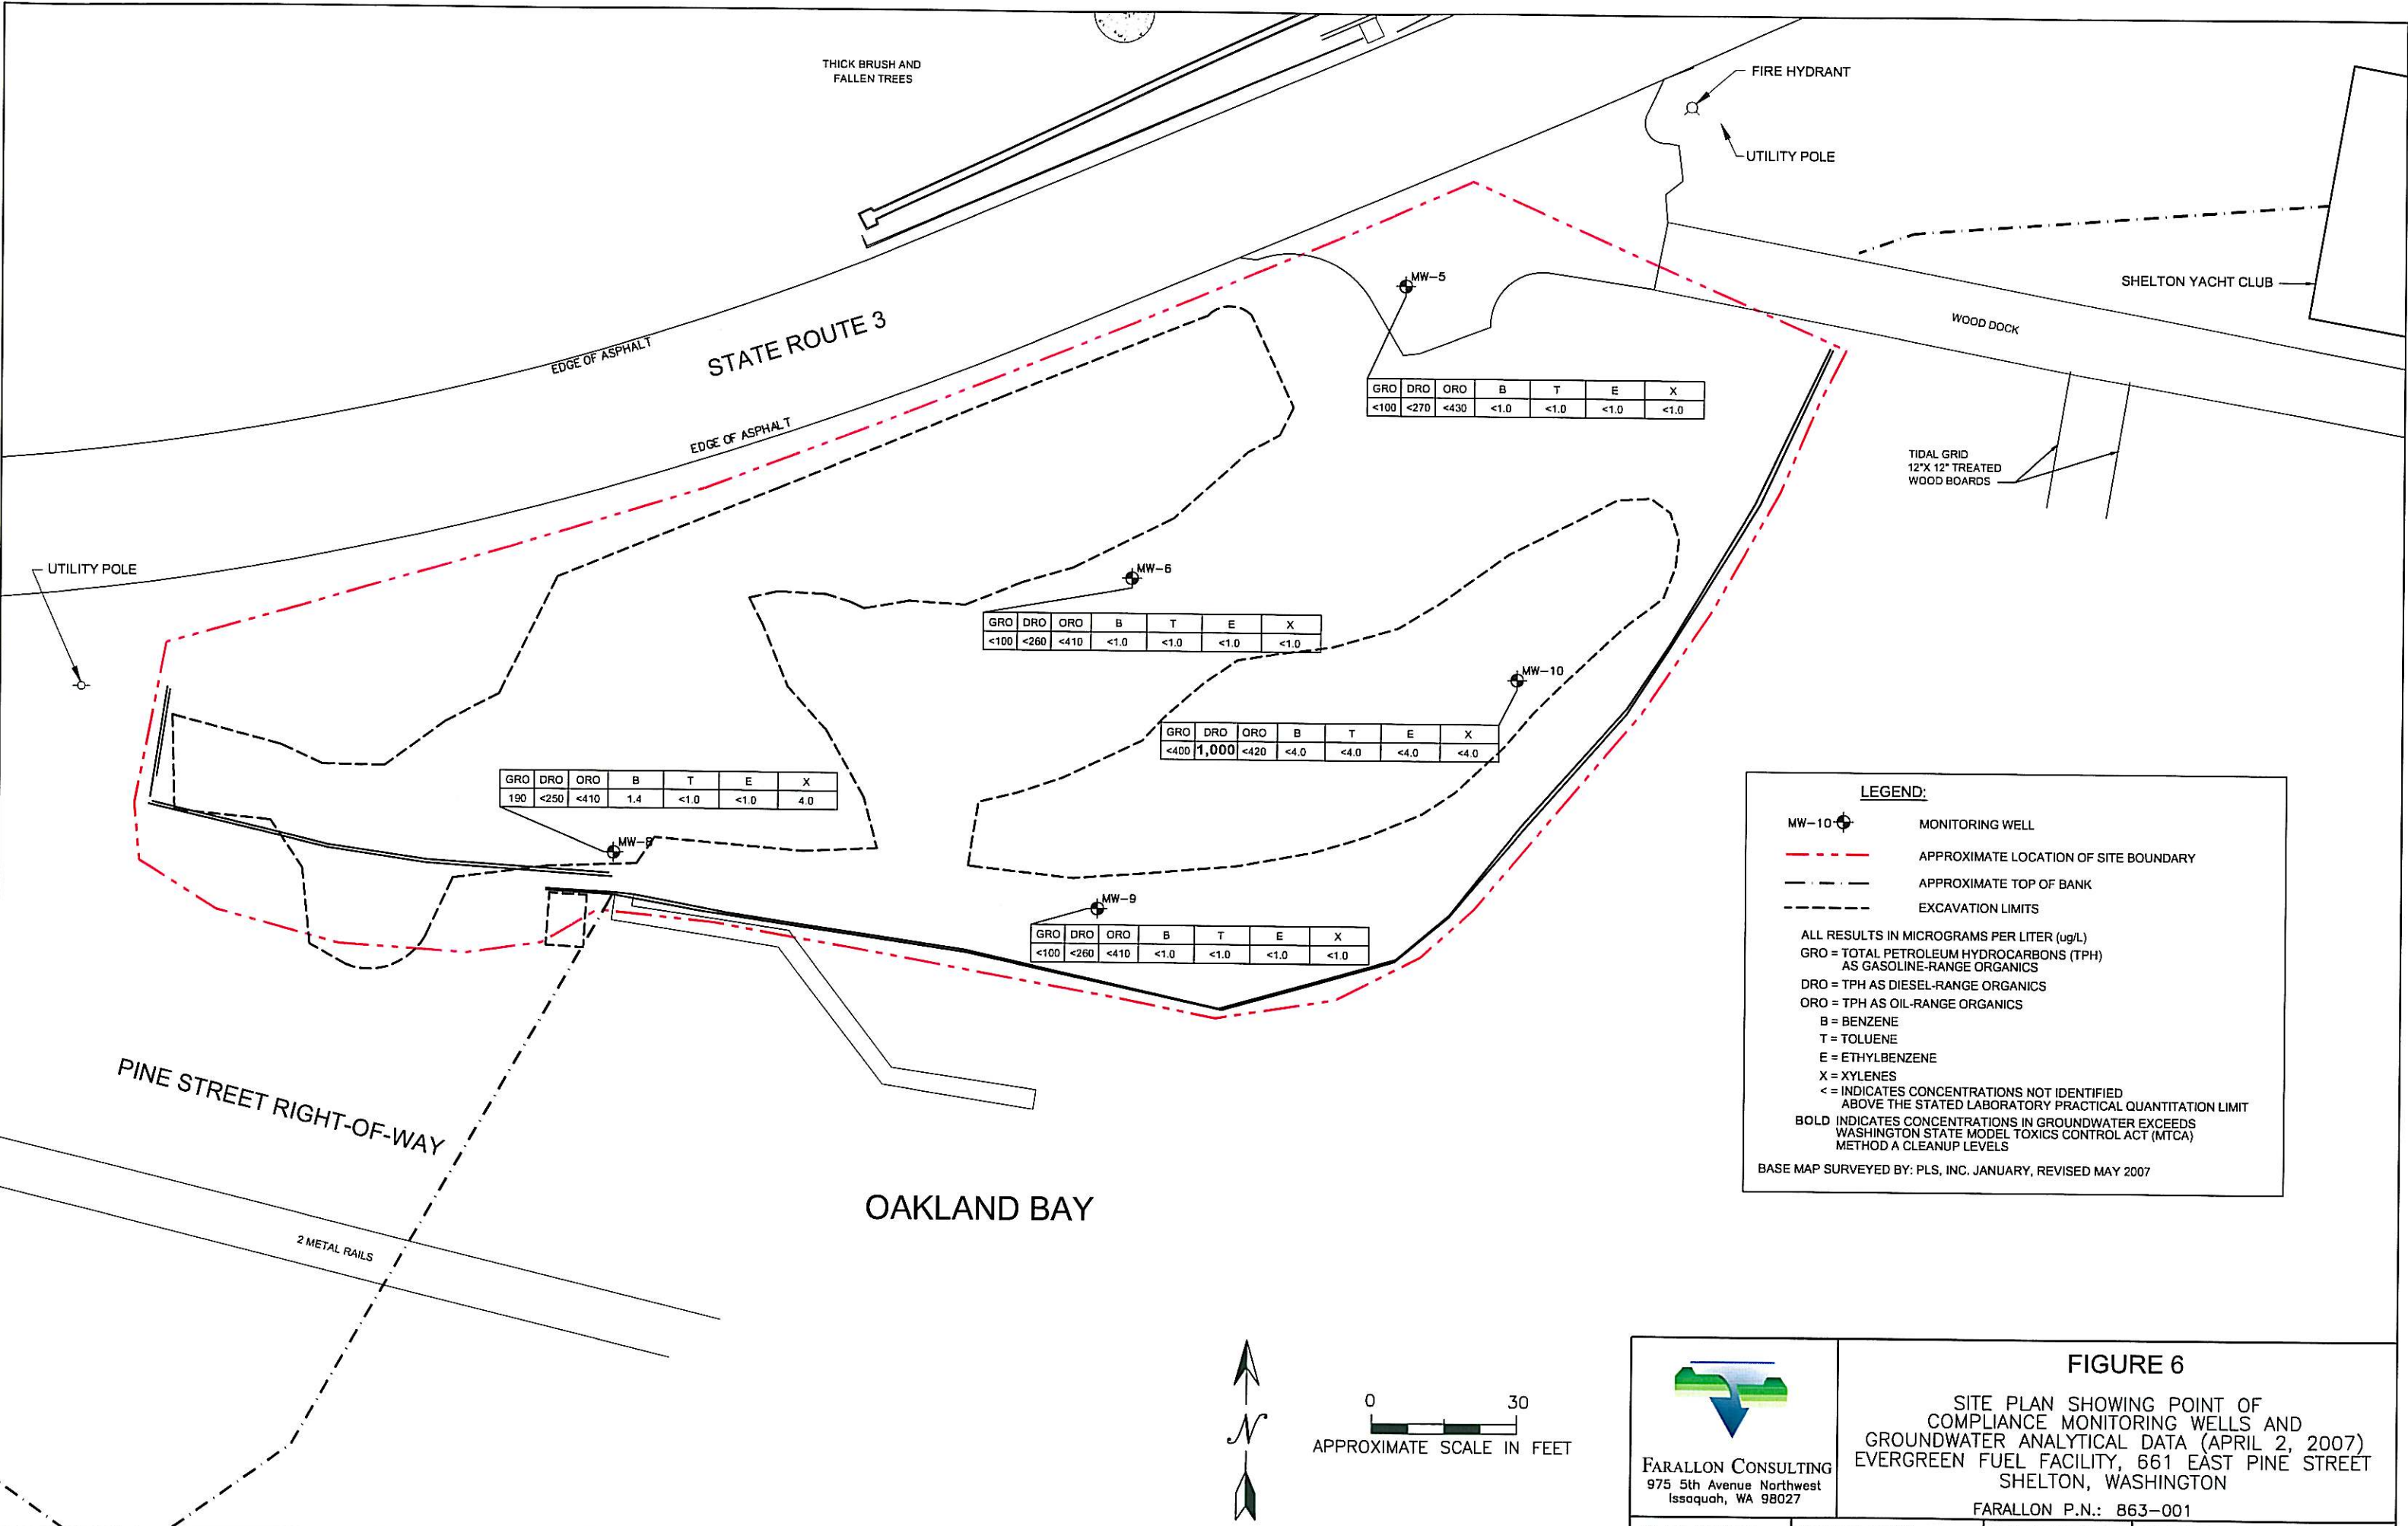 THICK BRUSH AND
FALLEN TREES
FIRE HYDRANT
UTILITY POLE
SHELTON YACHT CLUB
WOOD DOCK
TIDAL GRID
12"X 12" TREATED
WOOD BOARDS
EDGE OF ASPHALT
STATE ROUTE 3
EDGE OF ASPHALT
UTILITY POLE
MW-5
GRO DRO ORO B T E X
<100 <270 <430 <1.0 <1.0 <1.0 <1.0
MW-6
GRO DRO ORO B T E X
<100 <260 <410 <1.0 <1.0 <1.0 <1.0
MW-10
GRO DRO ORO B T E X
<400 1,000 <420 <4.0 <4.0 <4.0 <4.0
GRO DRO ORO B T E X
190 <250 <410 1.4 <1.0 <1.0 4.0
MW-8
MW-9
GRO DRO ORO B T E X
<100 <260 <410 <1.0 <1.0 <1.0 <1.0
PINE STREET RIGHT-OF-WAY
2 METAL RAILS
OAKLAND BAY
LEGEND:
MW-10 MONITORING WELL
APPROXIMATE LOCATION OF SITE BOUNDARY
APPROXIMATE TOP OF BANK
EXCAVATION LIMITS
ALL RESULTS IN MICROGRAMS PER LITER (ug/L)
GRO = TOTAL PETROLEUM HYDROCARBONS (TPH)
AS GASOLINE-RANGE ORGANICS
DRO = TPH AS DIESEL-RANGE ORGANICS
ORO = TPH AS OIL-RANGE ORGANICS
B = BENZENE
T = TOLUENE
E = ETHYLBENZENE
X = XYLENES
< = INDICATES CONCENTRATIONS NOT IDENTIFIED
ABOVE THE STATED LABORATORY PRACTICAL QUANTITATION LIMIT
BOLD INDICATES CONCENTRATIONS IN GROUNDWATER EXCEEDS
WASHINGTON STATE MODEL TOXICS CONTROL ACT (MTCA)
METHOD A CLEANUP LEVELS
BASE MAP SURVEYED BY: PLS, INC. JANUARY, REVISED MAY 2007
N
0 30
APPROXIMATE SCALE IN FEET
FARALLON CONSULTING
975 5th Avenue Northwest
Issaquah, WA 98027
FIGURE 6
SITE PLAN SHOWING POINT OF
COMPLIANCE MONITORING WELLS AND
GROUNDWATER ANALYTICAL DATA (APRIL 2, 2007)
EVERGREEN FUEL FACILITY, 661 EAST PINE STREET
SHELTON, WASHINGTON
FARALLON P.N.: 863-001